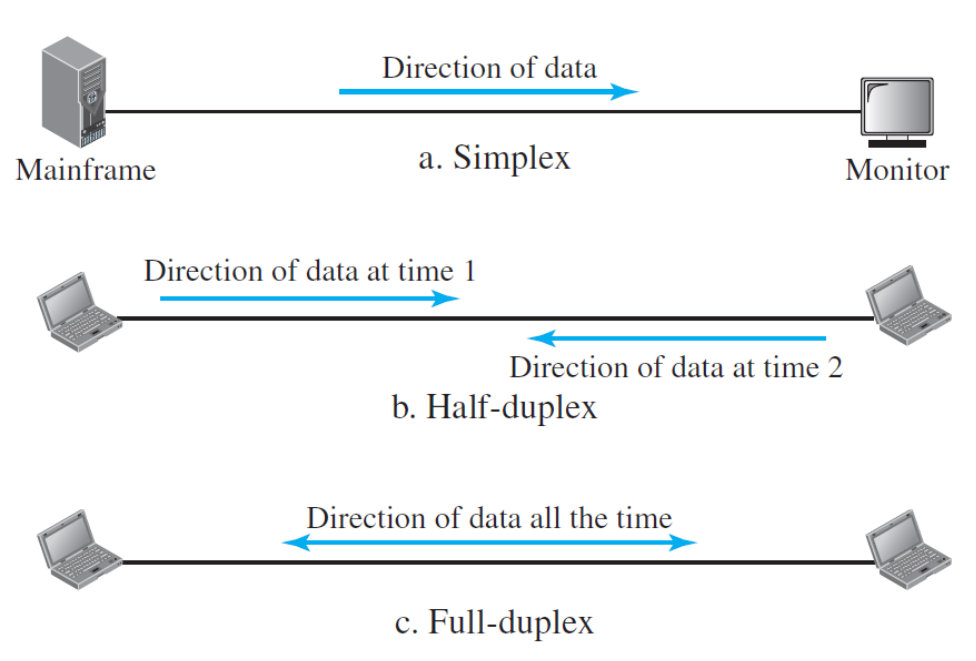 Direction of data
Mainframe
a. Simplex
Monitor
Direction of data at time 1
Direction of data at time 2
b. Half-duplex
Direction of data all the time
c. Full-duplex